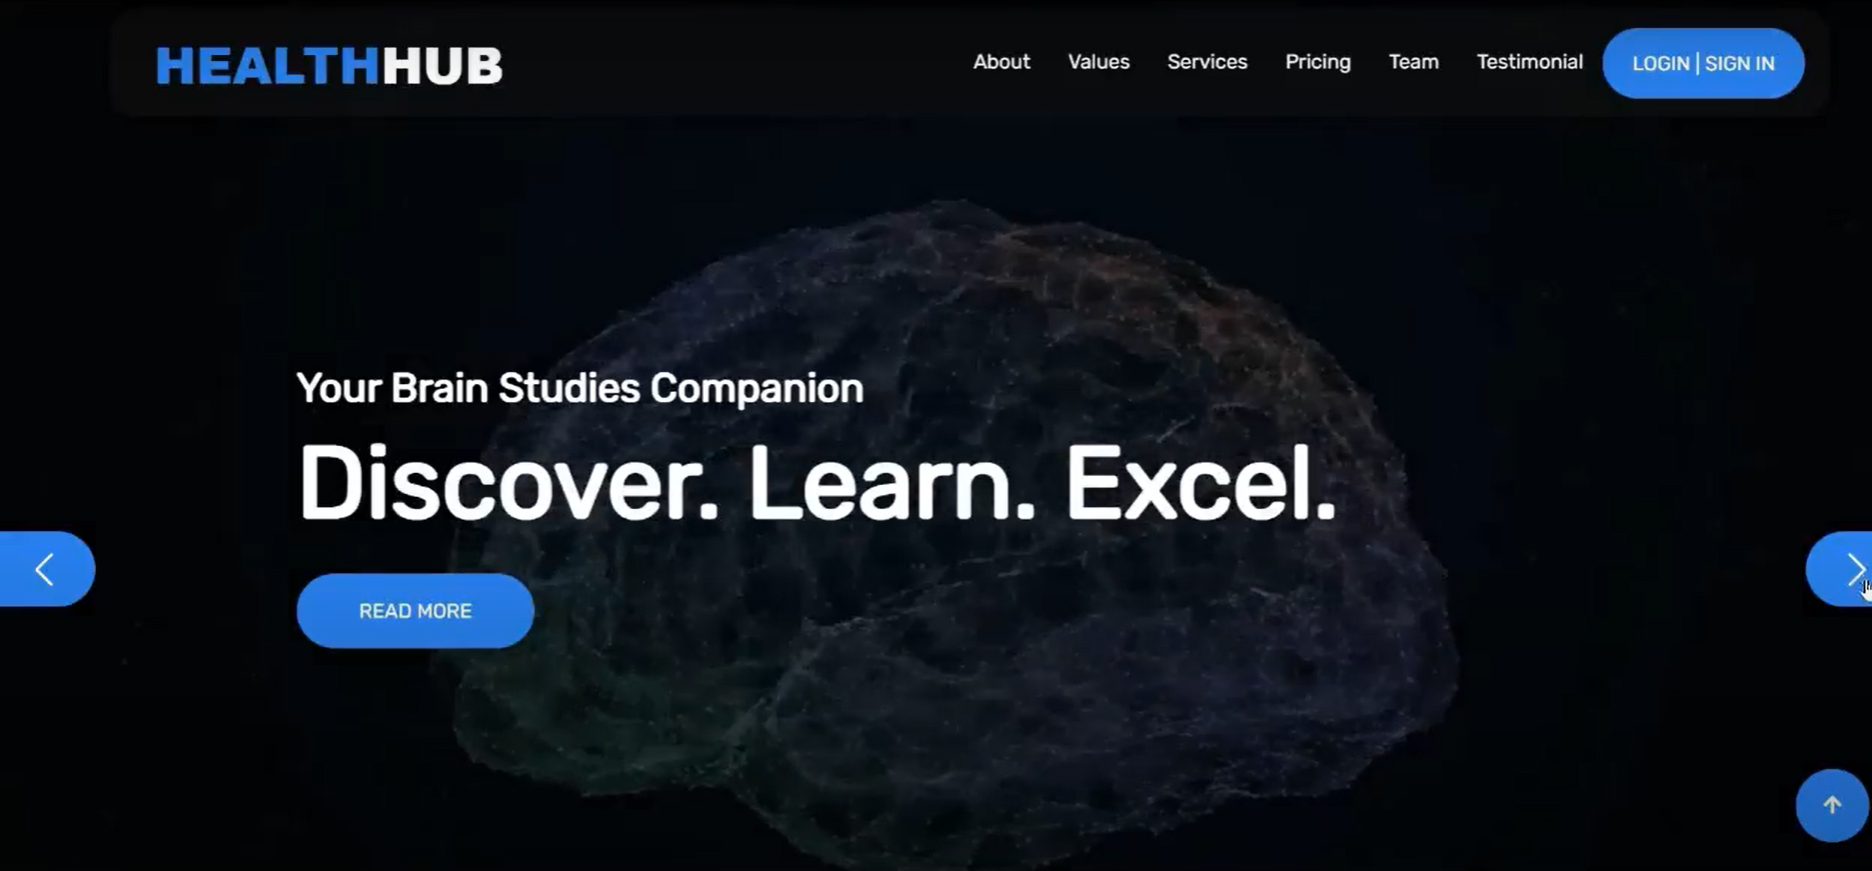 HEALTHHUB
About Values Services Pricing Team Testimonial LOGIN | SIGN IN
Your Brain Studies Companion
Discover. Learn. Excel.
READ MORE